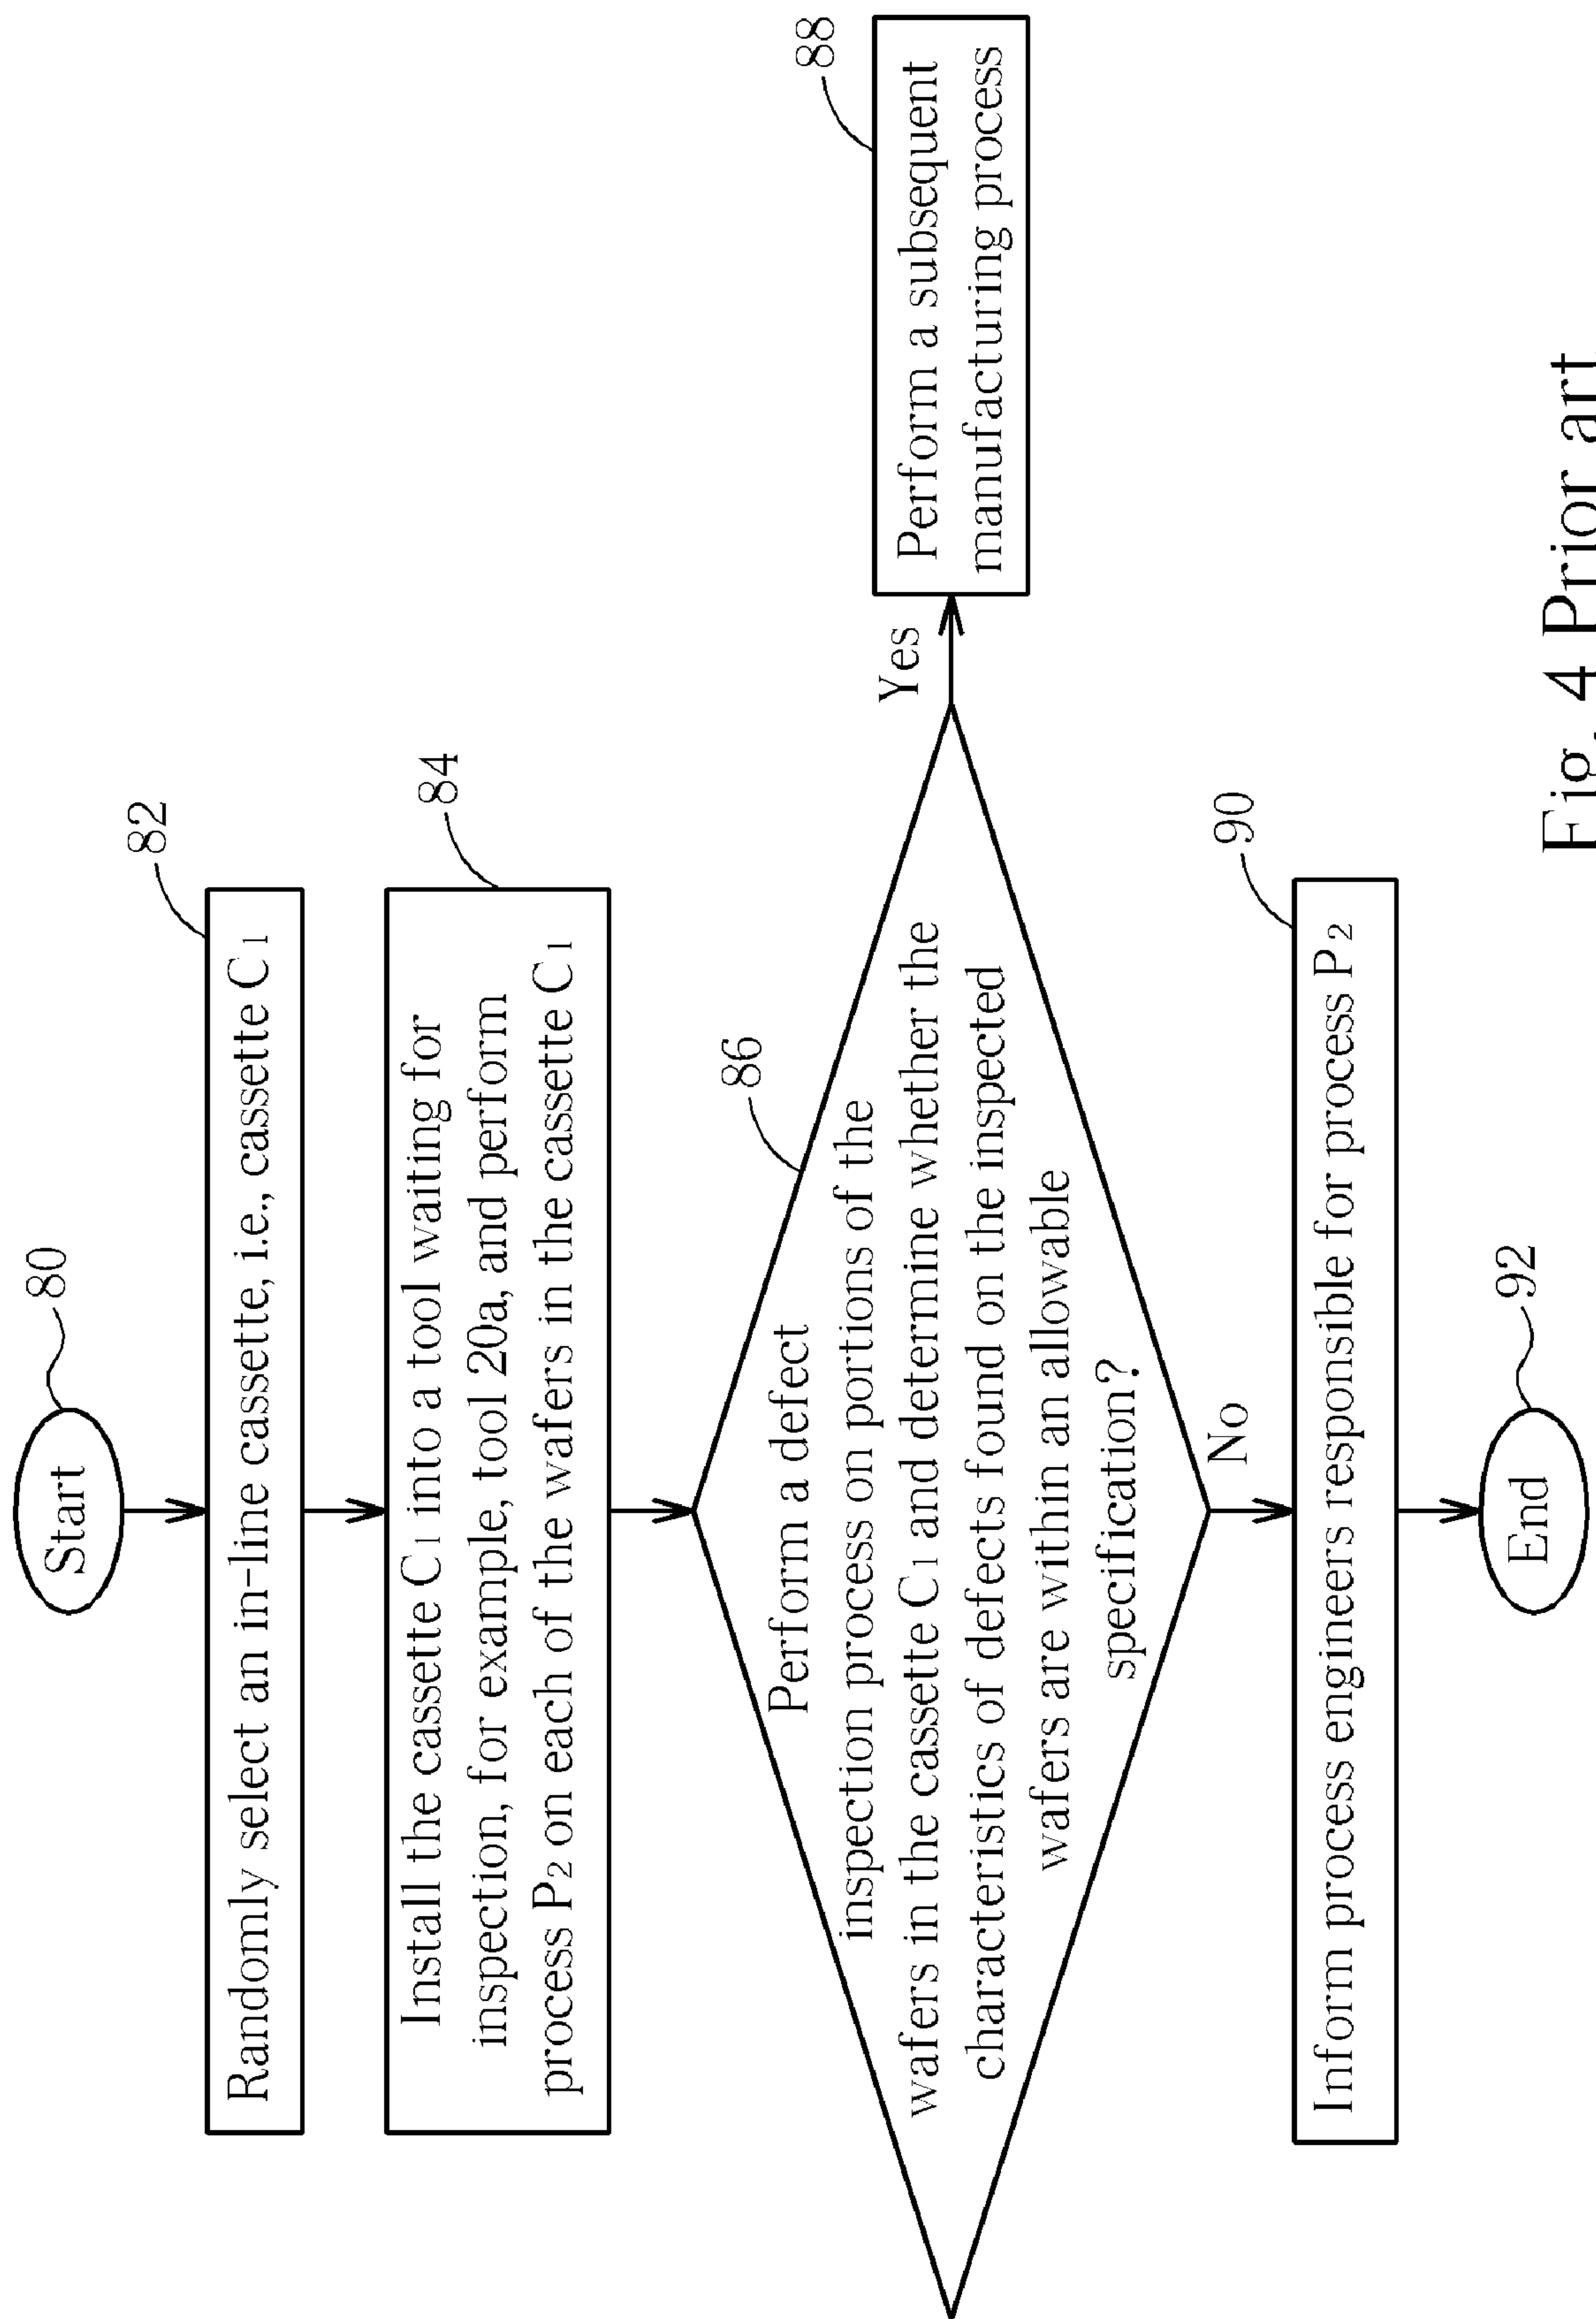 Start
80
82
Randomly select an in-line cassette, i.e., cassette C1
84
Install the cassette C1 into a tool waiting for
inspection, for example, tool 20a, and perform
process P2 on each of the wafers in the cassette C1
86
Perform a defect
inspection process on portions of the
wafers in the cassette C1 and determine whether the
characteristics of defects found on the inspected
wafers are within an allowable
specification?
Yes
88
Perform a subsequent
manufacturing process
No
90
Inform process engineers responsible for process P2
End
92
Fig. 4 Prior art